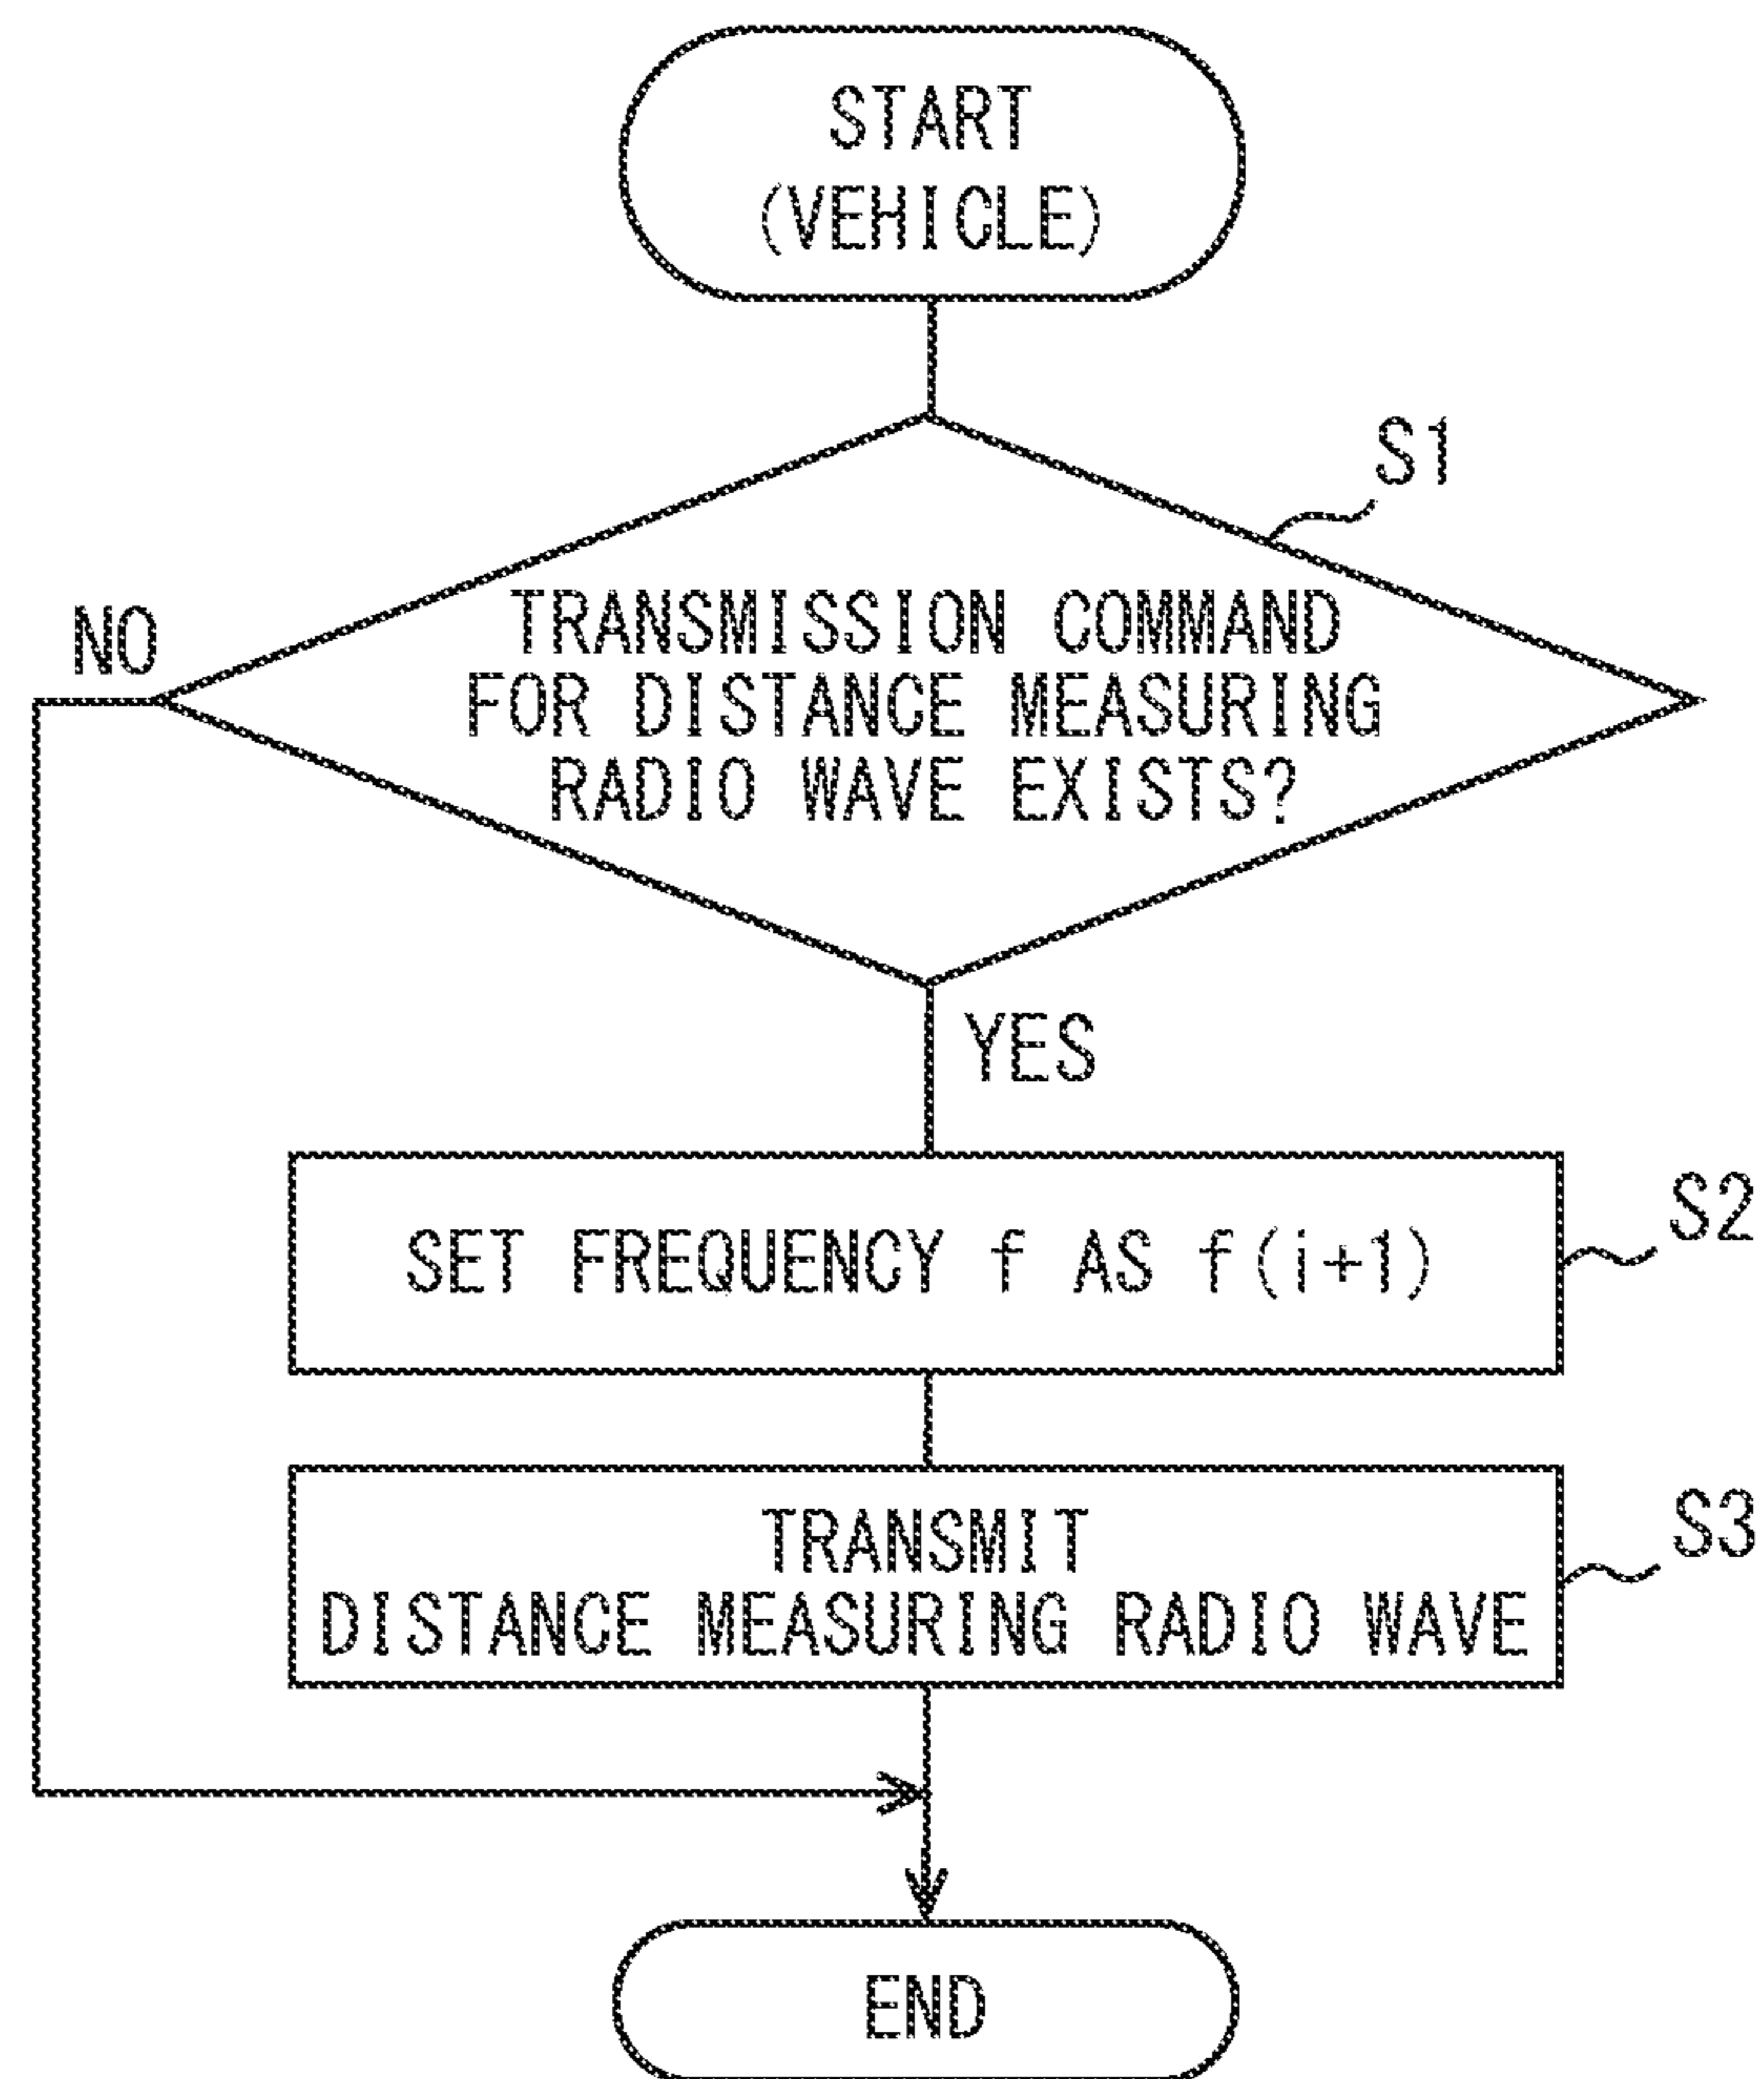 START
(VEHICLE)
S1
NO
TRANSMISSION COMMAND
FOR DISTANCE MEASURING
RADIO WAVE EXISTS?
YES
SET FREQUENCY f AS f(i+1)
S2
TRANSMIT
DISTANCE MEASURING RADIO WAVE
S3
END